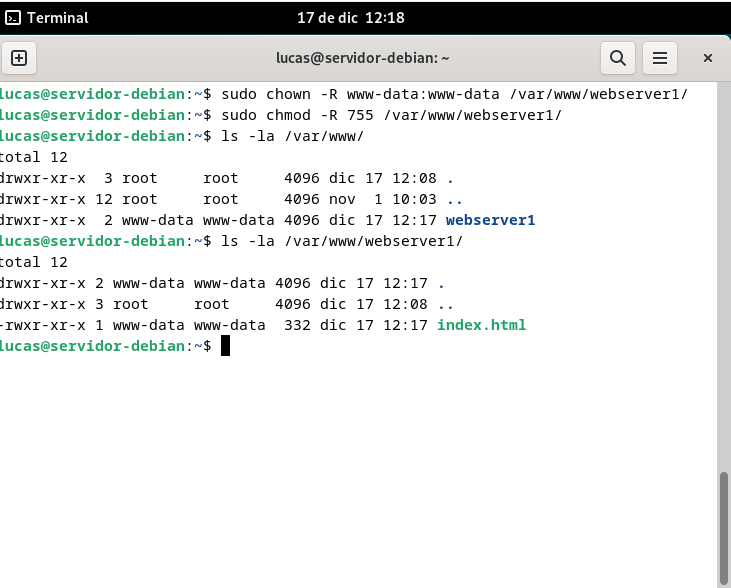 Terminal
17 de dic 12:18
lucas@servidor-debian: ~
lucas@servidor-debian:~$ sudo chown -R www-data:www-data /var/www/webserver1/
lucas@servidor-debian:~$ sudo chmod -R 755 /var/www/webserver1/
lucas@servidor-debian:~$ ls -la /var/www/
total 12
drwxr-xr-x  3 root     root     4096 dic 17 12:08 .
drwxr-xr-x 12 root     root     4096 nov  1 10:03 ..
drwxr-xr-x  2 www-data www-data 4096 dic 17 12:17 webserver1
lucas@servidor-debian:~$ ls -la /var/www/webserver1/
total 12
drwxr-xr-x 2 www-data www-data 4096 dic 17 12:17 .
drwxr-xr-x 3 root     root     4096 dic 17 12:08 ..
-rwxr-xr-x 1 www-data www-data  332 dic 17 12:17 index.html
lucas@servidor-debian:~$